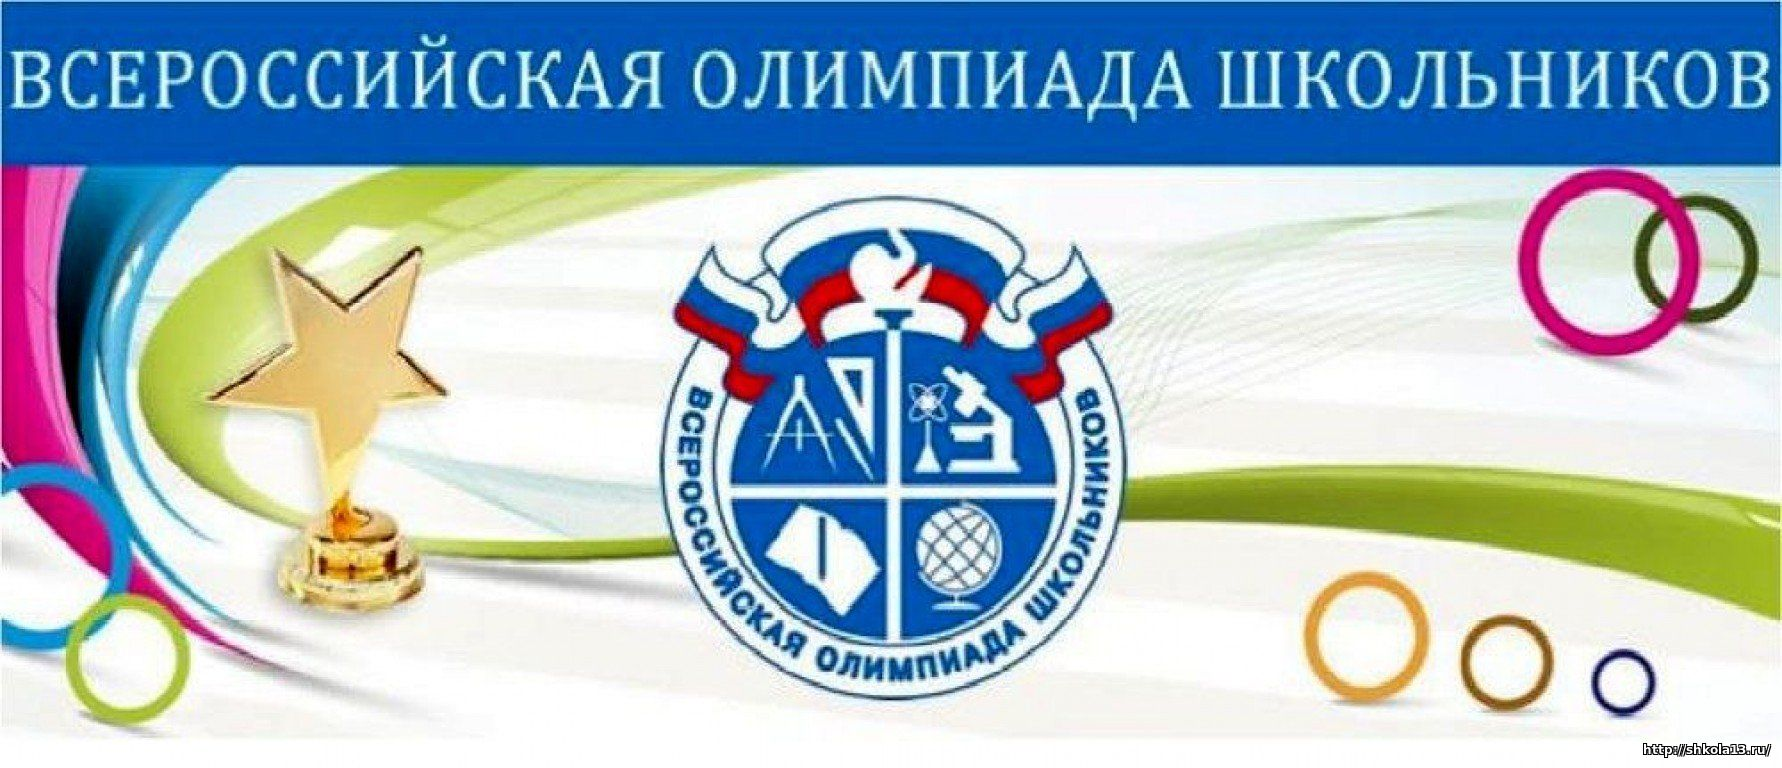 ВСЕРОССИЙСКАЯ ОЛИМПИАДА ШКОЛЬНИКОВ
ВСЕРОССИЙСКАЯ ОЛИМПИАДА ШКОЛЬНИКОВ
http://shkola13.ru/